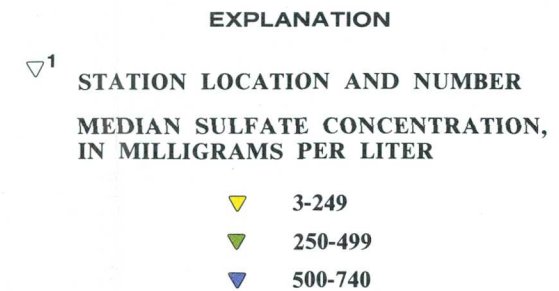 EXPLANATION
1
STATION LOCATION AND NUMBER
MEDIAN SULFATE CONCENTRATION,
IN MILLIGRAMS PER LITER
3-249
250-499
500-740